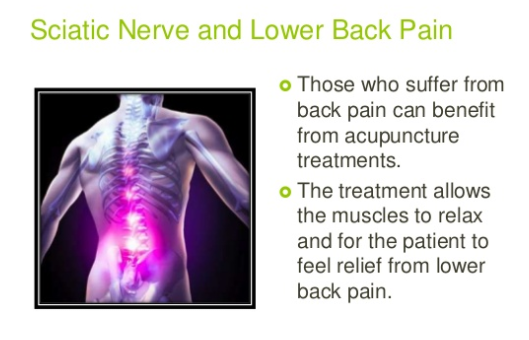 Sciatic Nerve and Lower Back Pain
Those who suffer from
back pain can benefit
from acupuncture
treatments.
The treatment allows
the muscles to relax
and for the patient to
feel relief from lower
back pain.